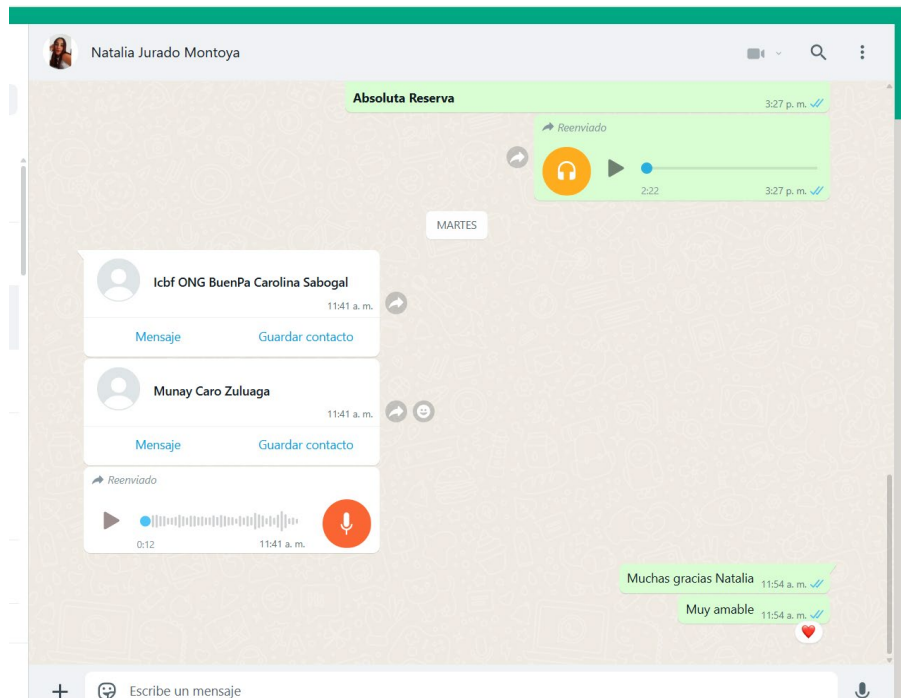 Natalia Jurado Montoya
Absoluta Reserva
3:27 p. m.
Reenviado
2:22
3:27 p. m.
MARTES
Icbf ONG BuenPa Carolina Sabogal
11:41 a. m.
Mensaje
Guardar contacto
Munay Caro Zuluaga
11:41 a. m.
Mensaje
Guardar contacto
Reenviado
0:12
11:41 a. m.
Muchas gracias Natalia
11:54 a. m.
Muy amable
11:54 a. m.
Escribe un mensaje